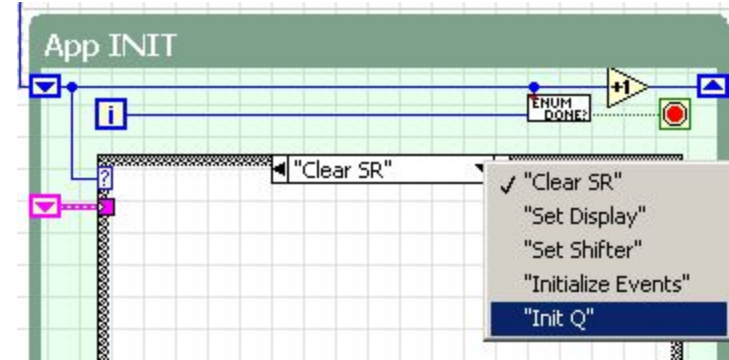 App INIT
+1
i
ENUM
DONE?
?
"Clear SR"
✓ "Clear SR"
"Set Display"
"Set Shifter"
"Initialize Events"
"Init Q"